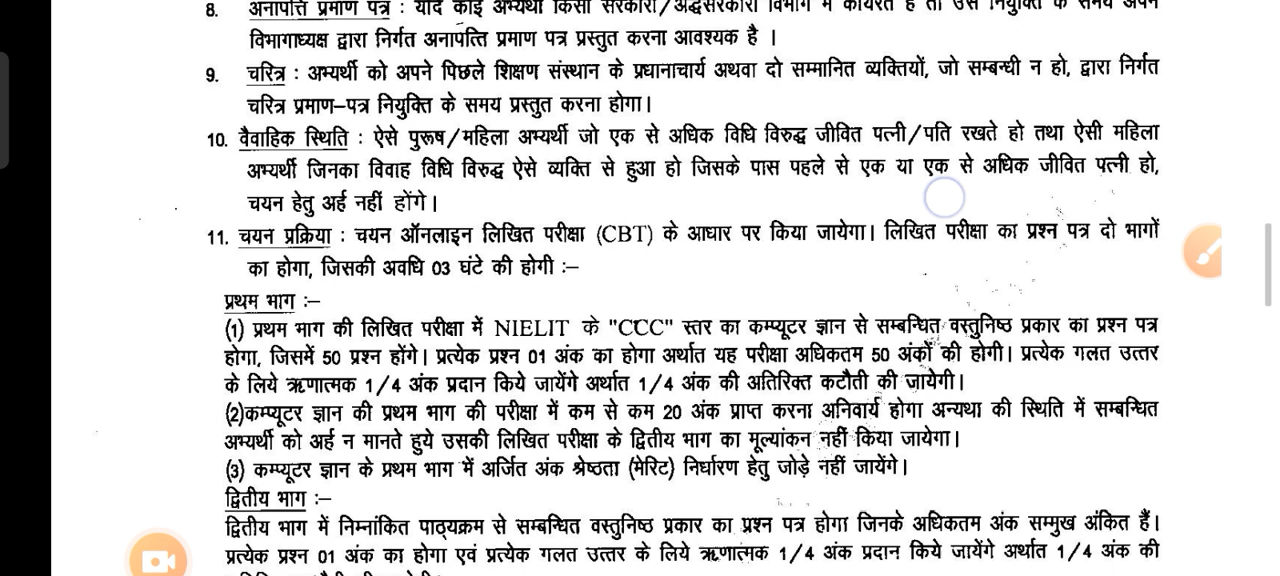 8. अनापत्ति प्रमाण पत्र : यदि कोई अभ्यर्थी किसी सरकारी/अर्द्धसरकारी विभाग में कार्यरत है तो उसे नियुक्ति के समय अपने
विभागाध्यक्ष द्वारा निर्गत अनापत्ति प्रमाण पत्र प्रस्तुत करना आवश्यक है ।
9. चरित्र : अभ्यर्थी को अपने पिछले शिक्षण संस्थान के प्रधानाचार्य अथवा दो सम्मानित व्यक्तियों, जो सम्बन्धी न हो, द्वारा निर्गत
चरित्र प्रमाण–पत्र नियुक्ति के समय प्रस्तुत करना होगा।
10. वैवाहिक स्थिति : ऐसे पुरूष/महिला अभ्यर्थी जो एक से अधिक विधि विरुद्ध जीवित पत्नी/पति रखते हो तथा ऐसी महिला
अभ्यर्थी जिनका विवाह विधि विरुद्ध ऐसे व्यक्ति से हुआ हो जिसके पास पहले से एक या एक से अधिक जीवित पत्नी हो,
चयन हेतु अर्ह नहीं होंगे।
11. चयन प्रक्रिया : चयन ऑनलाइन लिखित परीक्षा (CBT) के आधार पर किया जायेगा। लिखित परीक्षा का प्रश्न पत्र दो भागों
का होगा, जिसकी अवधि 03 घंटे की होगी :–
प्रथम भाग :–
(1) प्रथम भाग की लिखित परीक्षा में NIELIT के "CCC" स्तर का कम्प्यूटर ज्ञान से सम्बन्धित वस्तुनिष्ठ प्रकार का प्रश्न पत्र
होगा, जिसमें 50 प्रश्न होंगे। प्रत्येक प्रश्न 01 अंक का होगा अर्थात यह परीक्षा अधिकतम 50 अंकों की होगी। प्रत्येक गलत उत्तर
के लिये ऋणात्मक 1/4 अंक प्रदान किये जायेंगे अर्थात 1/4 अंक की अतिरिक्त कटौती की जायेगी।
(2)कम्प्यूटर ज्ञान की प्रथम भाग की परीक्षा में कम से कम 20 अंक प्राप्त करना अनिवार्य होगा अन्यथा की स्थिति में सम्बन्धित
अभ्यर्थी को अर्ह न मानते हुये उसकी लिखित परीक्षा के द्वितीय भाग का मूल्यांकन नहीं किया जायेगा।
(3) कम्प्यूटर ज्ञान के प्रथम भाग में अर्जित अंक श्रेष्ठता (मेरिट) निर्धारण हेतु जोड़े नहीं जायेंगे।
द्वितीय भाग :–
द्वितीय भाग में निम्नांकित पाठ्यक्रम से सम्बन्धित वस्तुनिष्ठ प्रकार का प्रश्न पत्र होगा जिनके अधिकतम अंक सम्मुख अंकित हैं।
प्रत्येक प्रश्न 01 अंक का होगा एवं प्रत्येक गलत उत्तर के लिये ऋणात्मक 1/4 अंक प्रदान किये जायेंगे अर्थात 1/4 अंक की